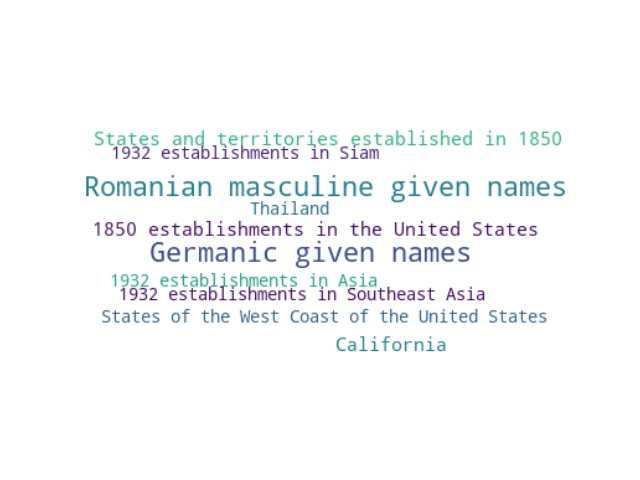 States and territories established in 1850
1932 establishments in Siam
Romanian masculine given names
Thailand
1850 establishments in the United States
Germanic given names
1932 establishments in Asia
1932 establishments in Southeast Asia
States of the West Coast of the United States
California